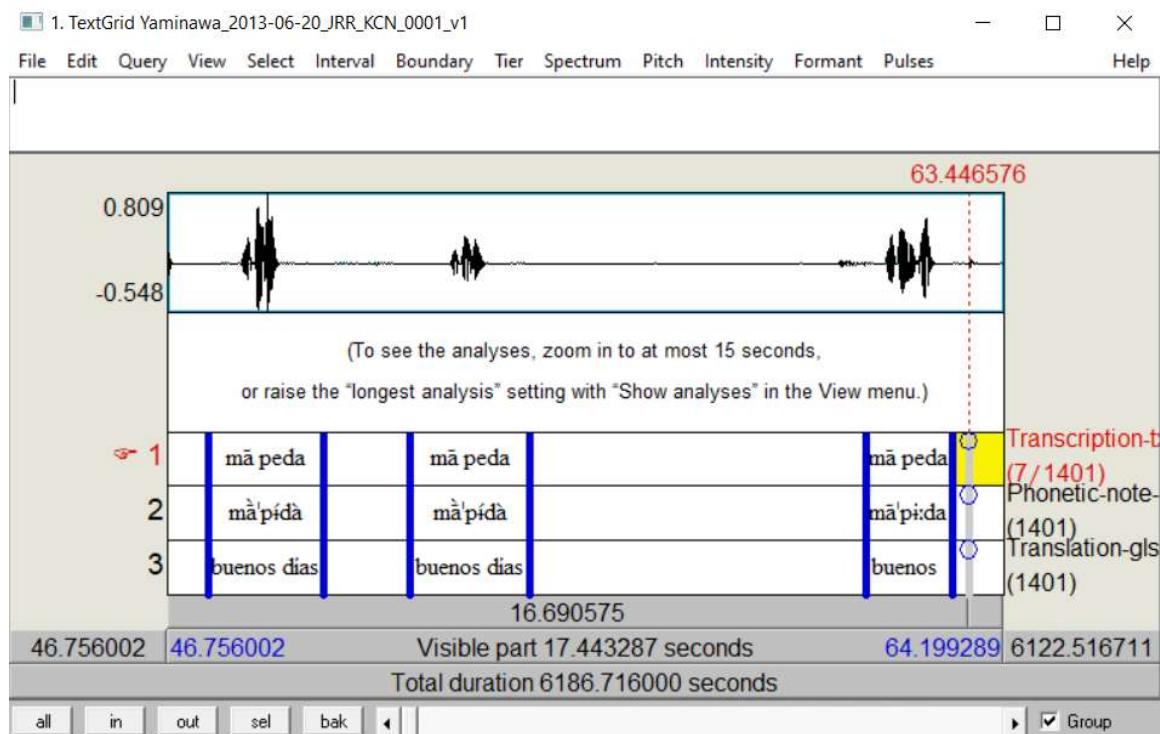 1. TextGrid Yaminawa_2013-06-20_JRR_KCN_0001_v1
File Edit Query View Select Interval Boundary Tier Spectrum Pitch Intensity Formant Pulses Help
63.446576
0.809
-0.548
(To see the analyses, zoom in to at most 15 seconds,
or raise the “longest analysis” setting with “Show analyses” in the View menu.)
☞ 1 mã peda mã peda mã peda Transcription-t
(7/1401)
2 mã̀ˈpɨ́dà mã̀ˈpɨ́dà mãˈpɨːda Phonetic-note-
(1401)
3 buenos dias buenos dias buenos Translation-gls
(1401)
16.690575
46.756002 46.756002 Visible part 17.443287 seconds 64.199289 6122.516711
Total duration 6186.716000 seconds
all in out sel bak Group